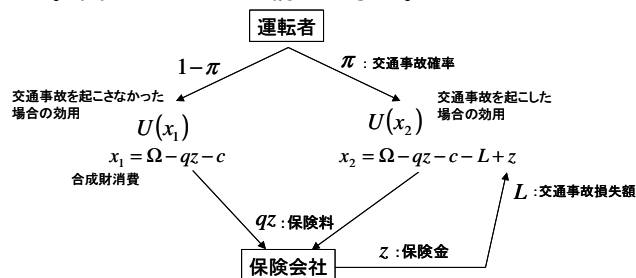 運転者
1−π
π：交通事故確率
交通事故を起こさなかった
場合の効用
交通事故を起こした
場合の効用
U(x₁)
U(x₂)
x₁ = Ω − qz − c
x₂ = Ω − qz − c − L + z
合成財消費
L：交通事故損失額
qz：保険料
z：保険金
保険会社